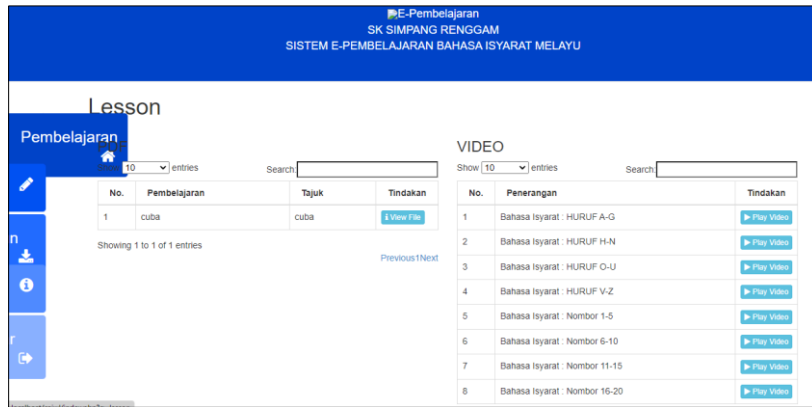 E-Pembelajaran
SK SIMPANG RENGGAM
SISTEM E-PEMBELAJARAN BAHASA ISYARAT MELAYU
Lesson
Pembelajaran
Show 10 entries
Search:
No. Pembelajaran Tajuk Tindakan
1 cuba cuba View File
Showing 1 to 1 of 1 entries
Previous1Next
n
r
VIDEO
Show 10 entries
Search:
No. Penerangan Tindakan
1 Bahasa Isyarat : HURUF A-G Play Video
2 Bahasa Isyarat : HURUF H-N Play Video
3 Bahasa Isyarat : HURUF O-U Play Video
4 Bahasa Isyarat : HURUF V-Z Play Video
5 Bahasa Isyarat : Nombor 1-5 Play Video
6 Bahasa Isyarat : Nombor 6-10 Play Video
7 Bahasa Isyarat : Nombor 11-15 Play Video
8 Bahasa Isyarat : Nombor 16-20 Play Video